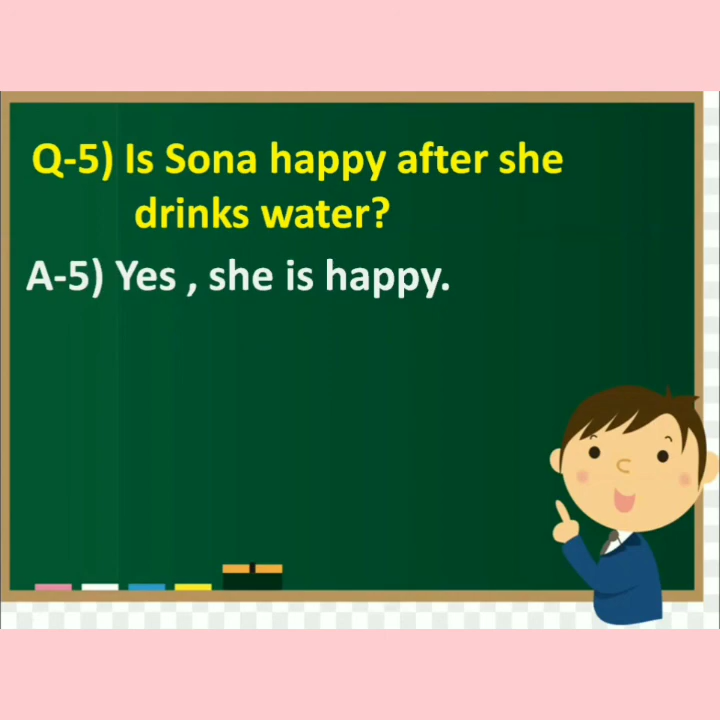 Q-5) Is Sona happy after she
drinks water?
A-5) Yes , she is happy.